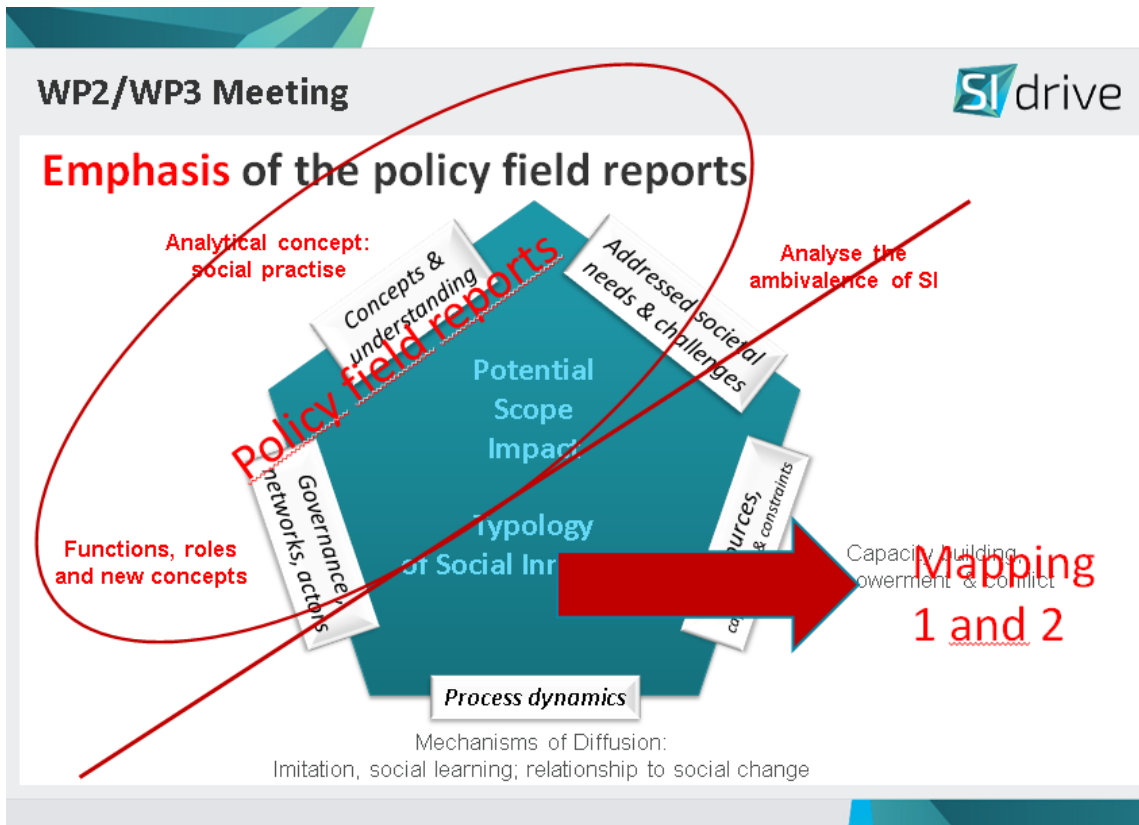 WP2/WP3 Meeting
SI drive
Emphasis of the policy field reports
Analytical concept:
social practise
Concepts &
understanding
Addressed societal
needs & challenges
Analyse the
ambivalence of SI
Policy field reports
Potential
Scope
Impact
Typology
of Social
Governance,
networks, actors
Functions, roles
and new concepts
& constraints
Capacity building,
& conflict
Mapping
1 and 2
Process dynamics
Mechanisms of Diffusion:
Imitation, social learning; relationship to social change